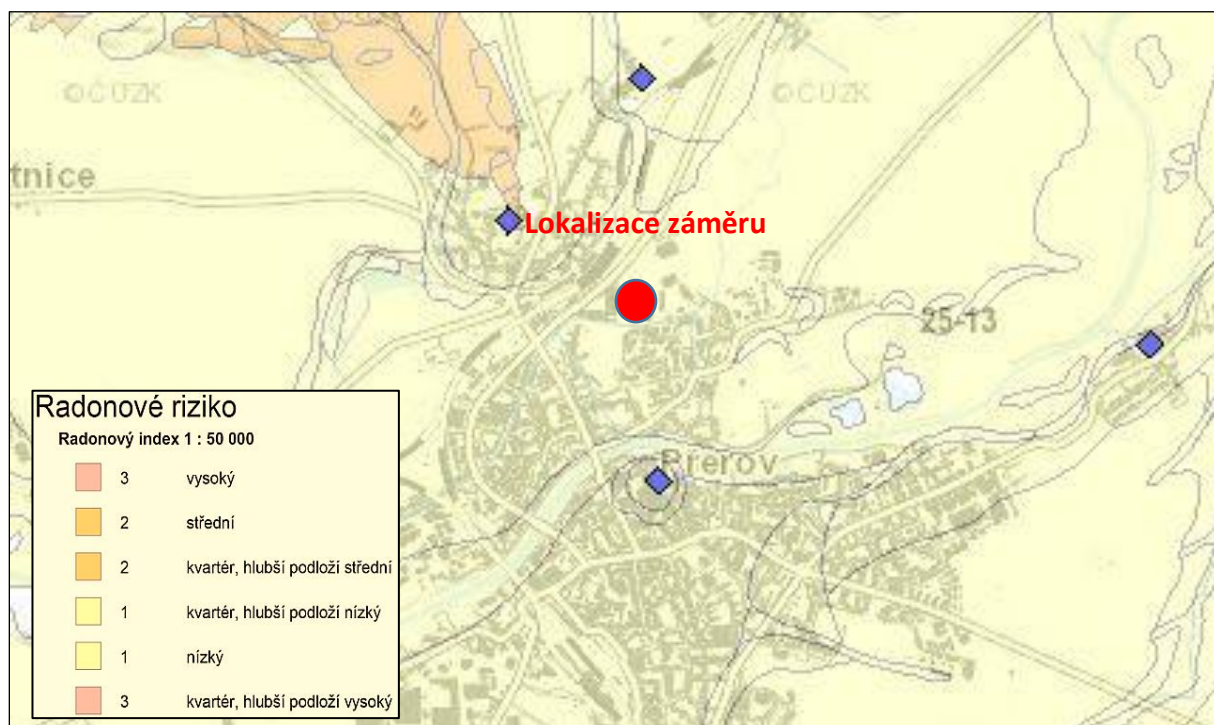 ©ČÚZK
©ČÚZK
tnice
Lokalizace záměru
25-13
Přerov
Radonové riziko
Radonový index 1 : 50 000
3 vysoký
2 střední
2 kvartér, hlubší podloží střední
1 kvartér, hlubší podloží nízký
1 nízký
3 kvartér, hlubší podloží vysoký